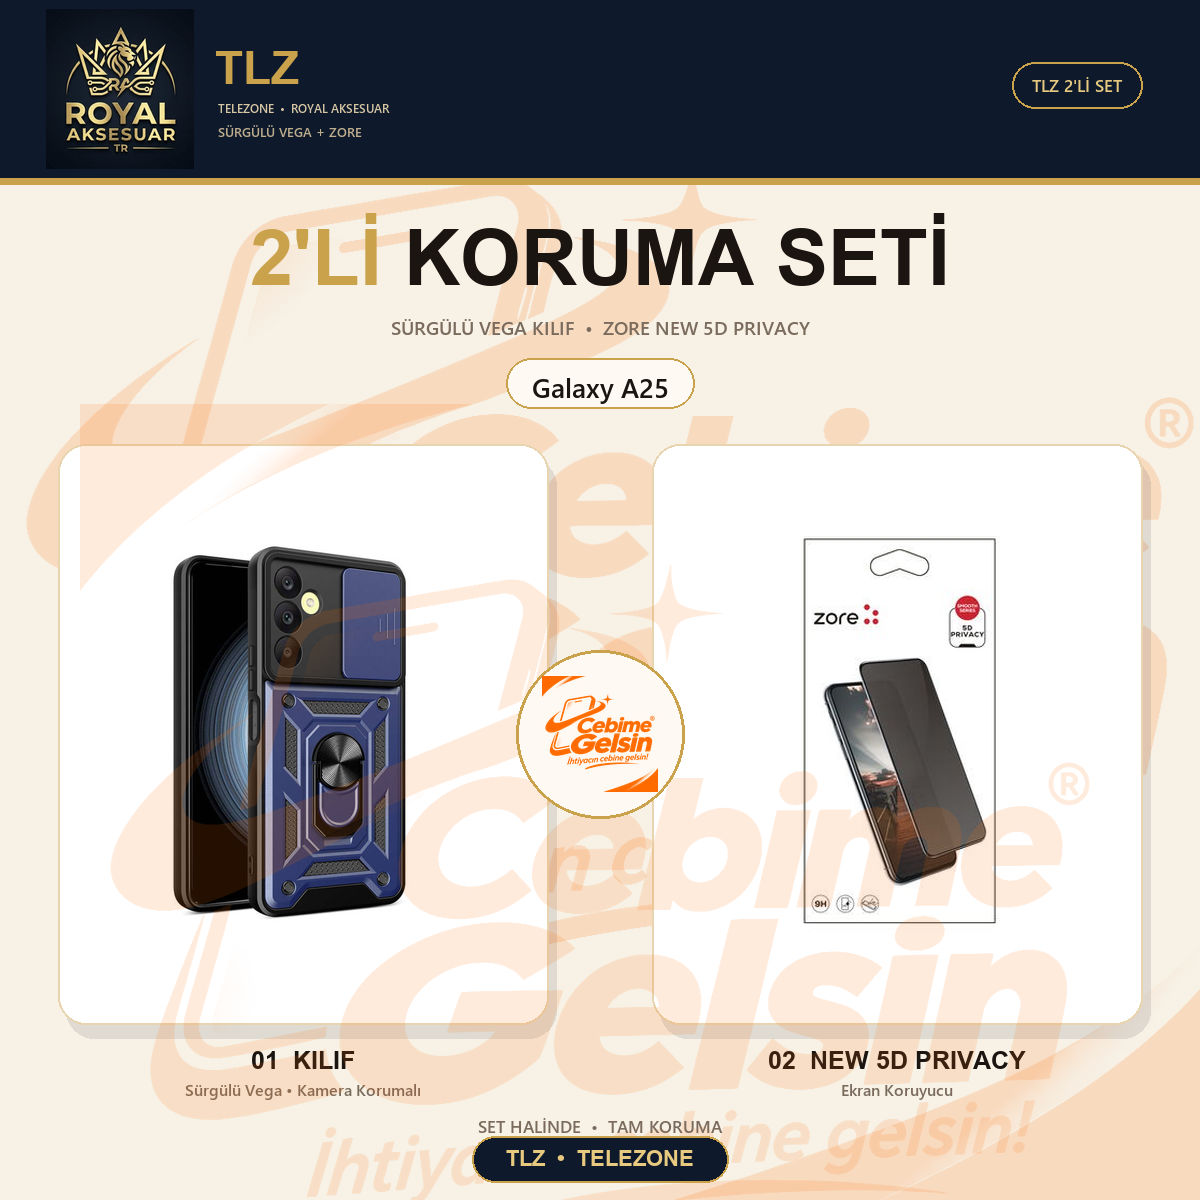 RA
ROYAL
AKSESUAR
TR
TLZ
TELEZONE • ROYAL AKSESUAR
SÜRGÜLÜ VEGA + ZORE
TLZ 2'Lİ SET
2'Lİ KORUMA SETİ
SÜRGÜLÜ VEGA KILIF • ZORE NEW 5D PRIVACY
Galaxy A25
zore
SMOOTH
SERIES
5D
PRIVACY
9H
Cebime®
Gelsin
İhtiyacın cebine gelsin!
Cebime®
Gelsin
01 KILIF
Sürgülü Vega • Kamera Korumalı
02 NEW 5D PRIVACY
Ekran Koruyucu
SET HALİNDE • TAM KORUMA
TLZ • TELEZONE